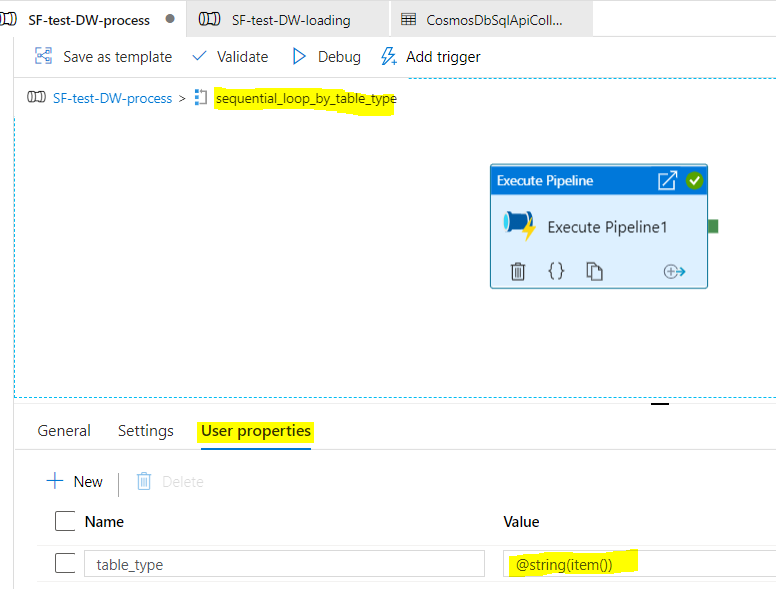 SF-test-DW-process
SF-test-DW-loading
CosmosDbSqlApiColl...
Save as template
Validate
Debug
Add trigger
SF-test-DW-process > sequential_loop_by_table_type
Execute Pipeline
Execute Pipeline1
{}
General
Settings
User properties
+ New
Delete
Name
Value
table_type
@string(item())